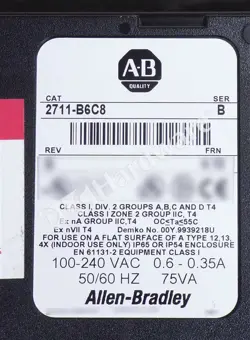 A-B
QUALITY
CAT SER
2711-B6C8 B
REV FRN
CLASS I, DIV. 2 GROUPS A,B,C AND D T4
CLASS I ZONE 2 GROUP IIC, T4
Ex nA GROUP IIC, T4 OC≤Ta≤55C
Ex nVII T4 Demko No. 00Y.9939218U
FOR USE ON A FLAT SURFACE OF A TYPE 12,13,
4X (INDOOR USE ONLY) IP65 OR IP54 ENCLOSURE
EN 61131-2 EQUIPMENT CLASS I
100-240 VAC 0.6 - 0.35A
50/60 HZ 75VA
Allen-Bradley